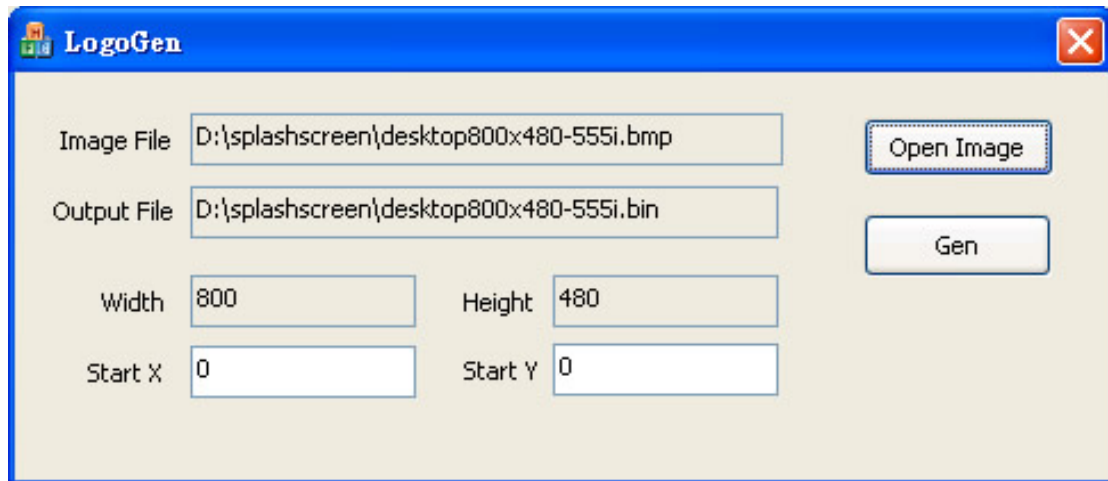 LogoGen
Image File D:\splashscreen\desktop800x480-555i.bmp Open Image
Output File D:\splashscreen\desktop800x480-555i.bin
Gen
Width 800 Height 480
Start X 0 Start Y 0